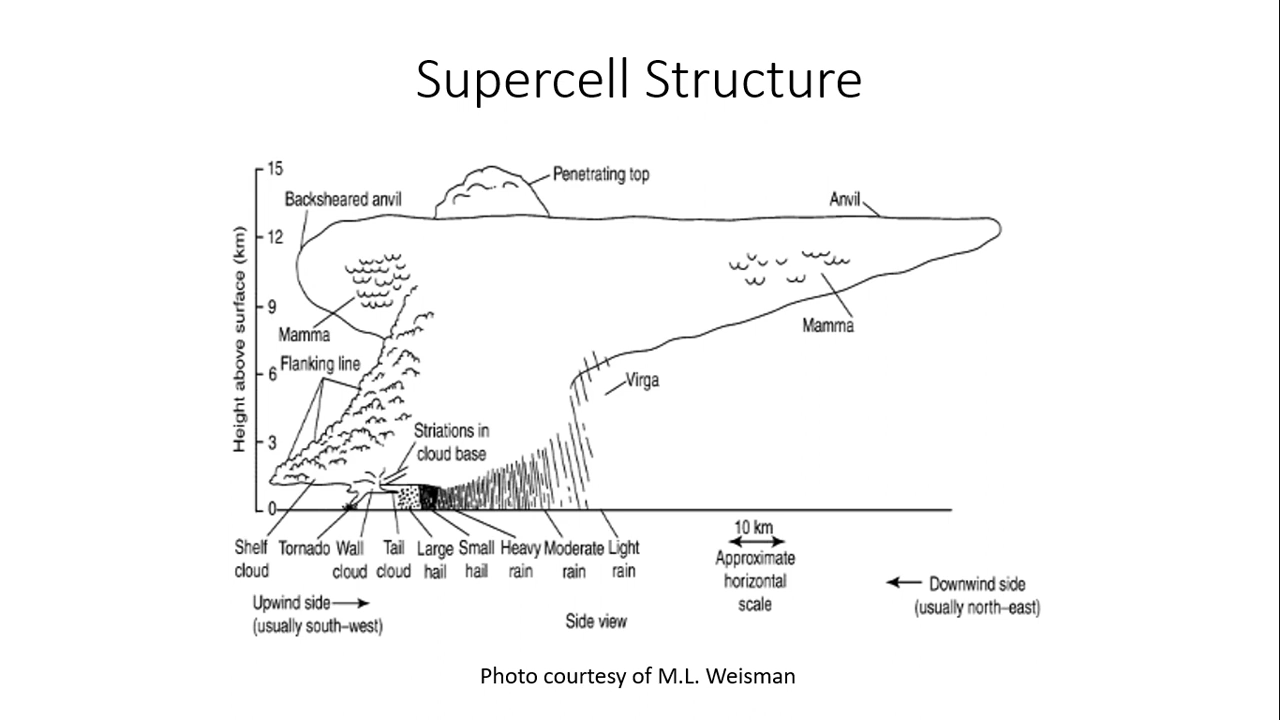 Supercell Structure
15
Penetrating top
Backsheared anvil
Anvil
12
Height above surface (km)
9
Mamma
Mamma
Flanking line
6
Virga
Striations in
cloud base
3
0
Shelf
cloud
Tornado
Wall
cloud
Tail
cloud
Large
hail
Small
hail
Heavy
rain
Moderate
rain
Light
rain
10 km
Approximate
horizontal
scale
Upwind side
(usually south–west)
Side view
Downwind side
(usually north–east)
Photo courtesy of M.L. Weisman